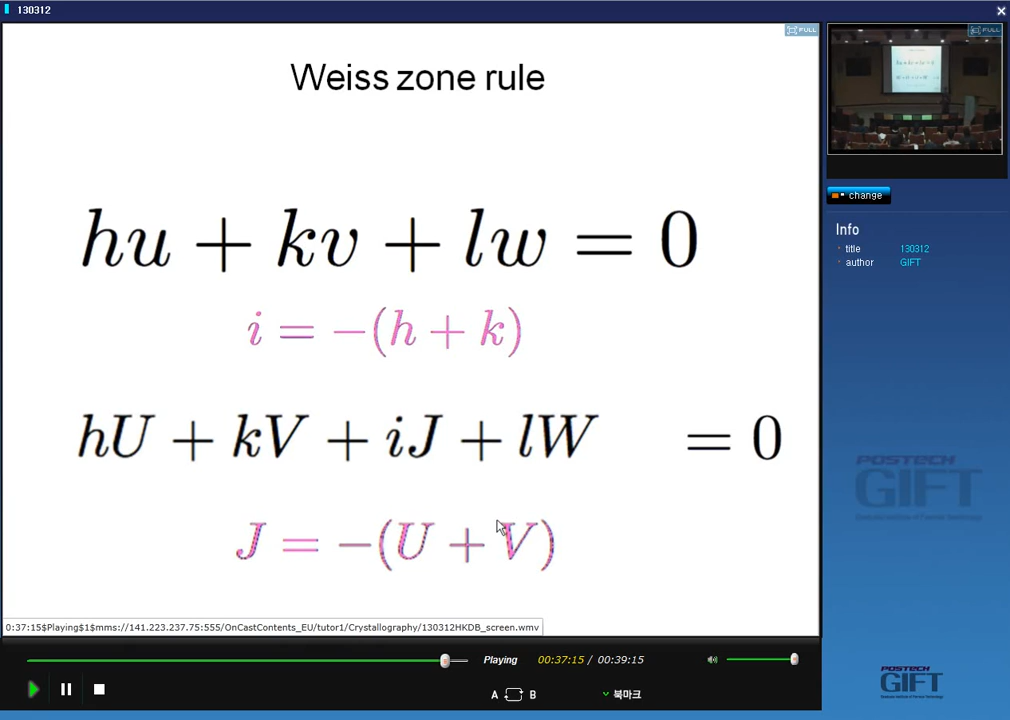 130312
FULL
FULL
Weiss zone rule
hu + kv + lw = 0
i = −(h + k)
hU + kV + iJ + lW = 0
J = −(U + V)
change
Info
title 130312
author GIFT
POSTECH
GIFT
0:37:15$Playing$1$mms://141.223.237.75:555/OnCastContents_EU/tutor1/Crystallography/130312HKDB_screen.wmv
Playing 00:37:15 / 00:39:15
A B 북마크
POSTECH
GIFT